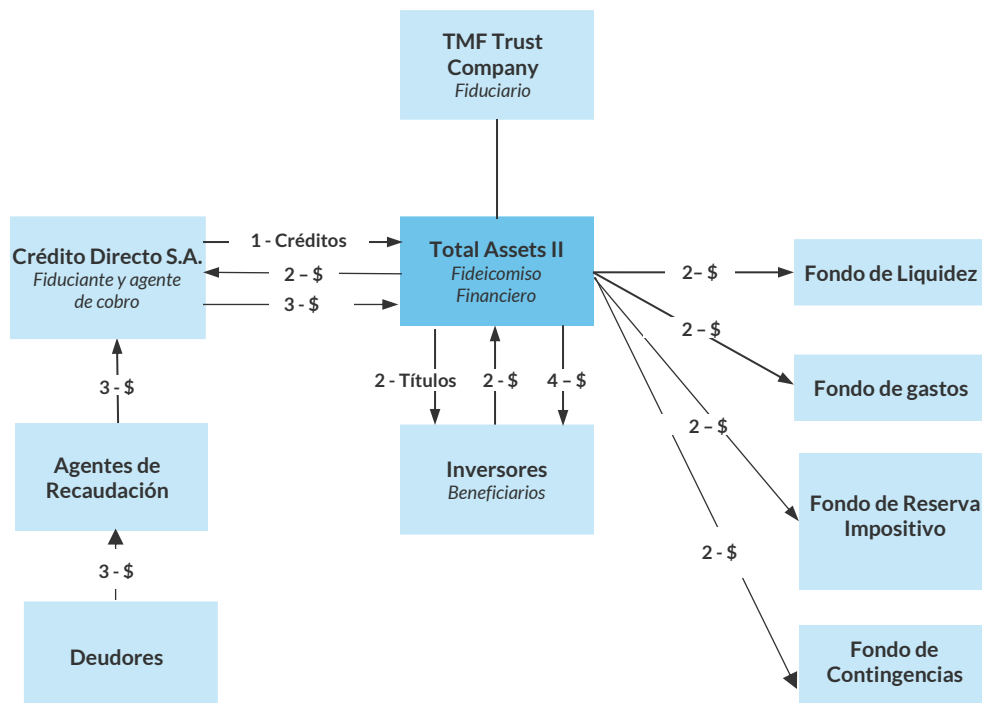 TMF Trust
Company
Fiduciario
Crédito Directo S.A.
Fiduciante y agente
de cobro
1 - Créditos
2 – $
3 - $
Total Assets II
Fideicomiso
Financiero
2– $
Fondo de Liquidez
2 – $
Fondo de gastos
2 - Títulos
2 - $
4 – $
3 - $
2 – $
Agentes de
Recaudación
Inversores
Beneficiarios
Fondo de Reserva
Impositivo
2 - $
3 - $
Deudores
Fondo de
Contingencias